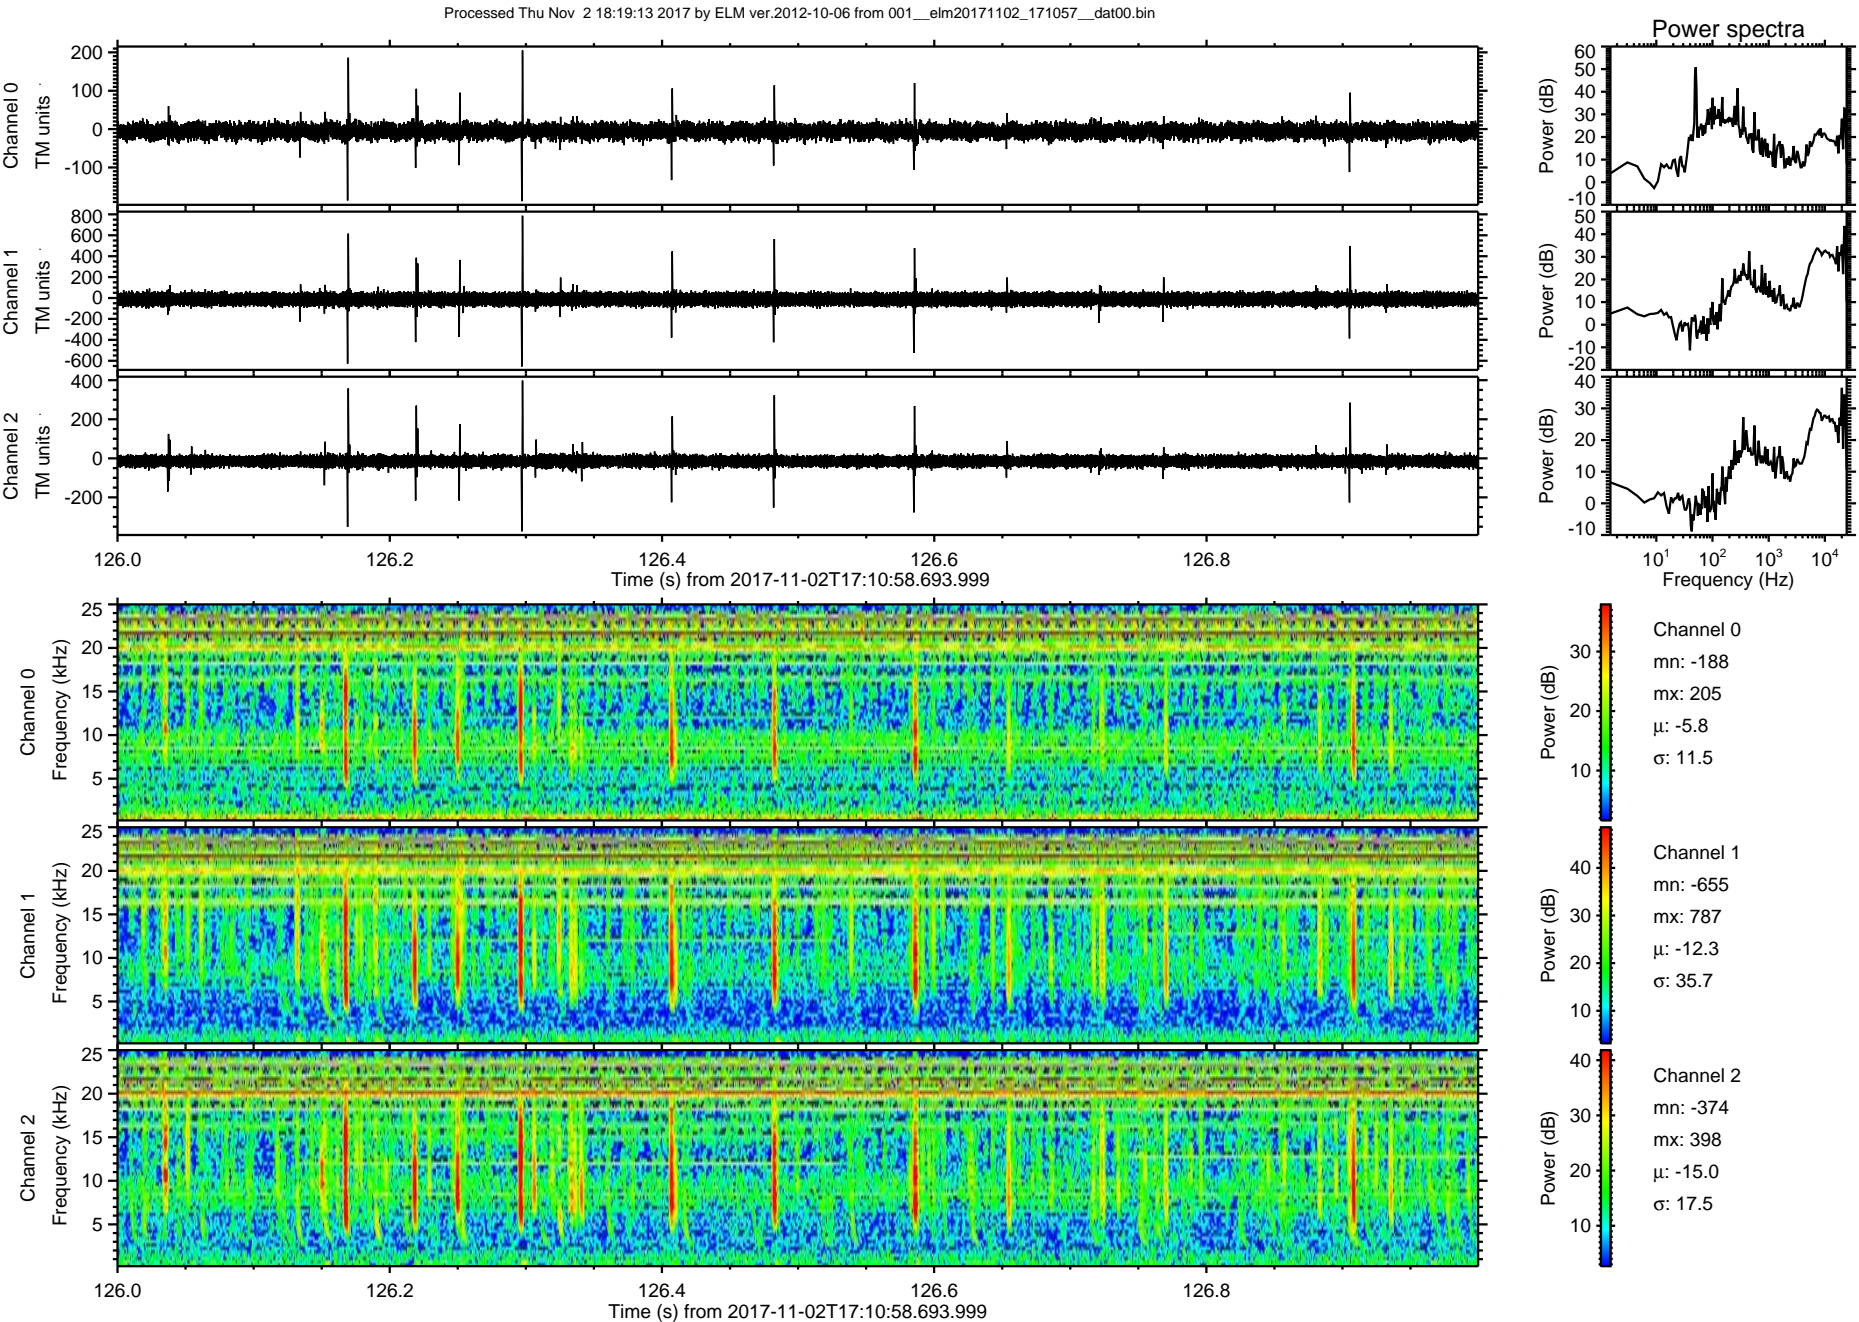 Processed Thu Nov 2 18:19:13 2017 by ELM ver.2012-10-06 from 001__elm20171102_171057__dat00.bin
Power spectra
Channel 0
TM units
200
100
0
-100
Power (dB)
60
50
40
30
20
10
0
-10
Channel 1
TM units
800
600
400
200
0
-200
-400
-600
Power (dB)
50
40
30
20
10
0
-10
-20
Channel 2
TM units
400
200
0
-200
Power (dB)
40
30
20
10
0
-10
126.0 126.2 126.4 126.6 126.8
Time (s) from 2017-11-02T17:10:58.693.999
10¹ 10² 10³ 10⁴
Frequency (Hz)
Channel 0
Frequency (kHz)
25
20
15
10
5
Power (dB)
30
20
10
Channel 0
mn: -188
mx: 205
μ: -5.8
σ: 11.5
Channel 1
Frequency (kHz)
25
20
15
10
5
Power (dB)
40
30
20
10
Channel 1
mn: -655
mx: 787
μ: -12.3
σ: 35.7
Channel 2
Frequency (kHz)
25
20
15
10
5
Power (dB)
40
30
20
10
Channel 2
mn: -374
mx: 398
μ: -15.0
σ: 17.5
126.0 126.2 126.4 126.6 126.8
Time (s) from 2017-11-02T17:10:58.693.999